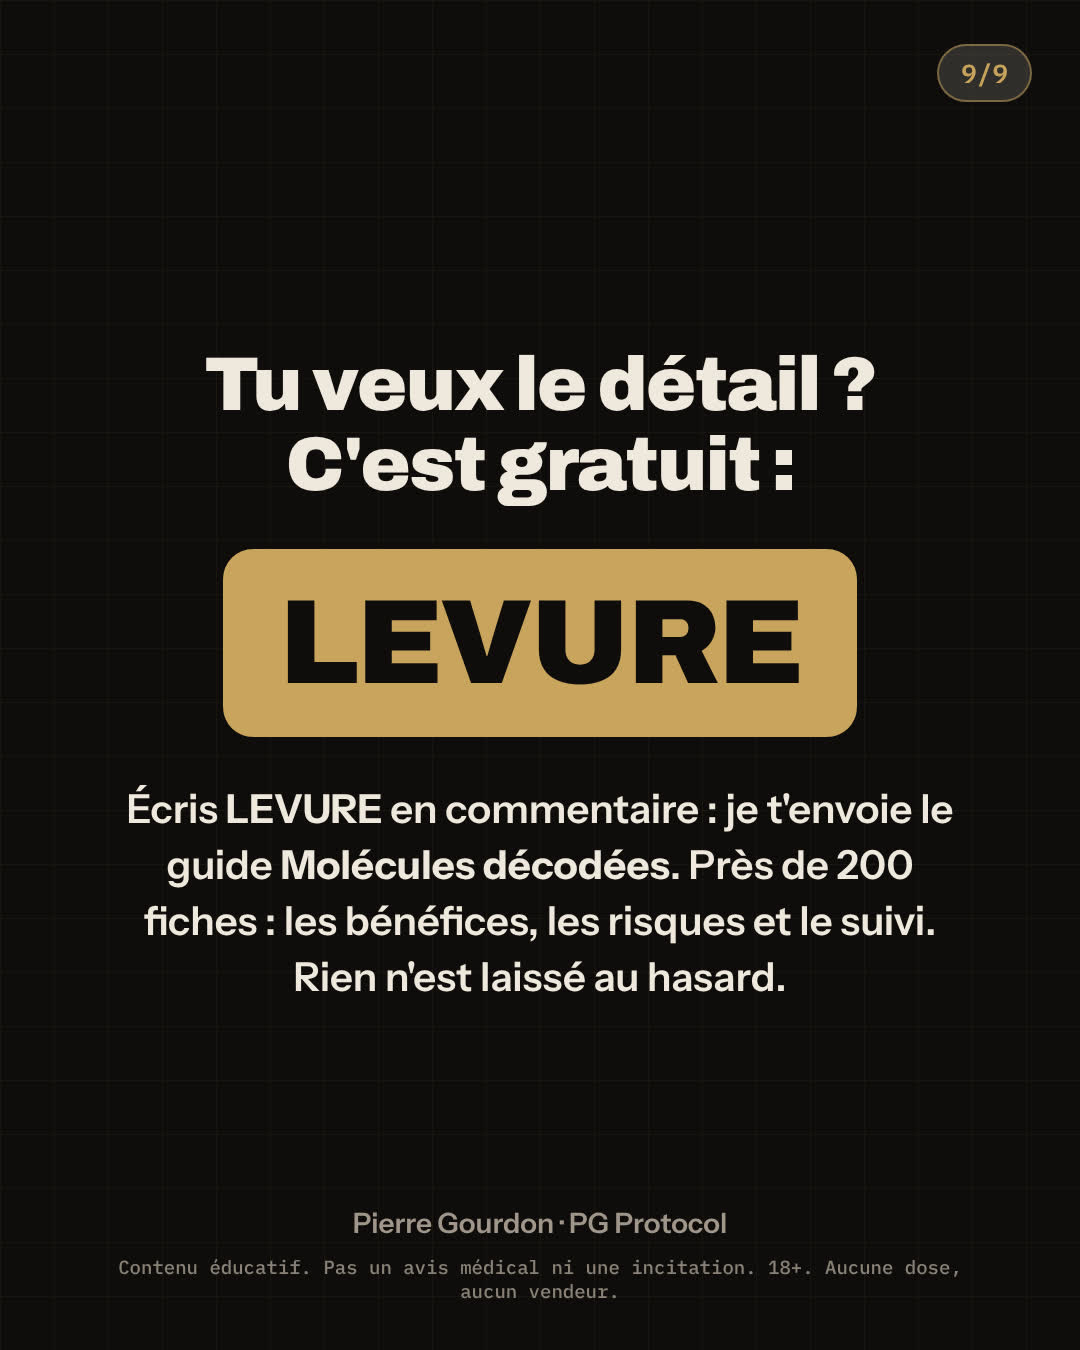 9/9
Tu veux le détail ?
C'est gratuit :
LEVURE
Écris LEVURE en commentaire : je t'envoie le
guide Molécules décodées. Près de 200
fiches : les bénéfices, les risques et le suivi.
Rien n'est laissé au hasard.
Pierre Gourdon · PG Protocol
Contenu éducatif. Pas un avis médical ni une incitation. 18+. Aucune dose,
aucun vendeur.